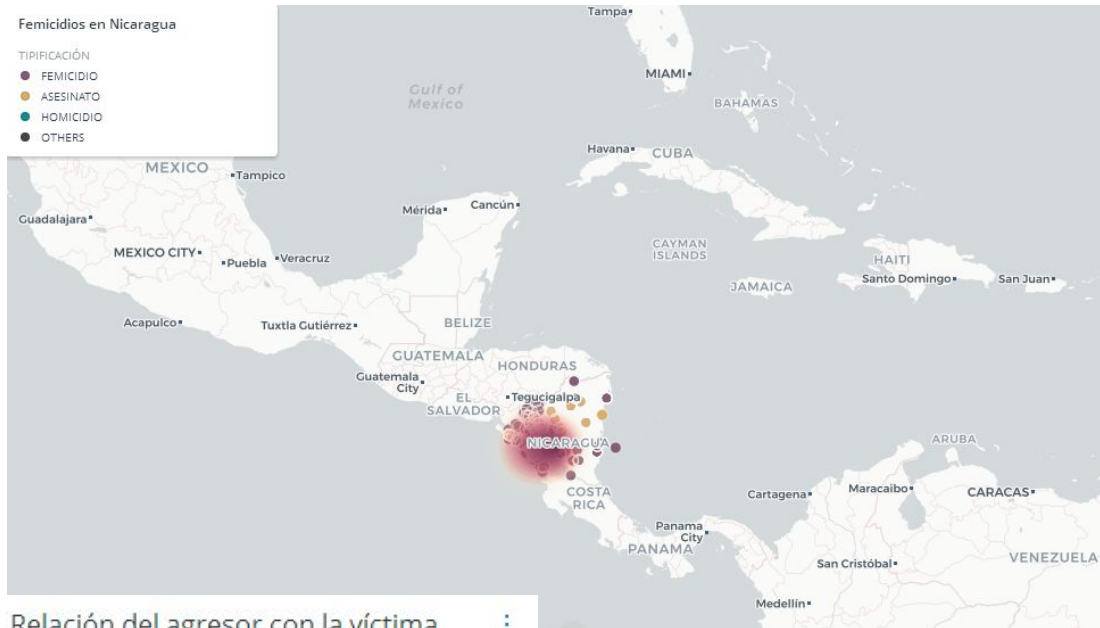 Femicidios en Nicaragua
TIPIFICACIÓN
FEMICIDIO
ASESINATO
HOMICIDIO
OTHERS
Tampa
MIAMI
Gulf of
Mexico
BAHAMAS
Havana
CUBA
MEXICO
Tampico
Mérida
Cancún
Guadalajara
MEXICO CITY
Puebla
Veracruz
CAYMAN
ISLANDS
HAITI
Santo Domingo
San Juan
JAMAICA
Acapulco
Tuxtla Gutiérrez
BELIZE
GUATEMALA
HONDURAS
Guatemala
City
EL
SALVADOR
Tegucigalpa
NICARAGUA
ARUBA
COSTA
RICA
Cartagena
Maracaibo
CARACAS
Panama
City
PANAMA
San Cristóbal
VENEZUELA
Medellín
Relación del agresor con la víctima